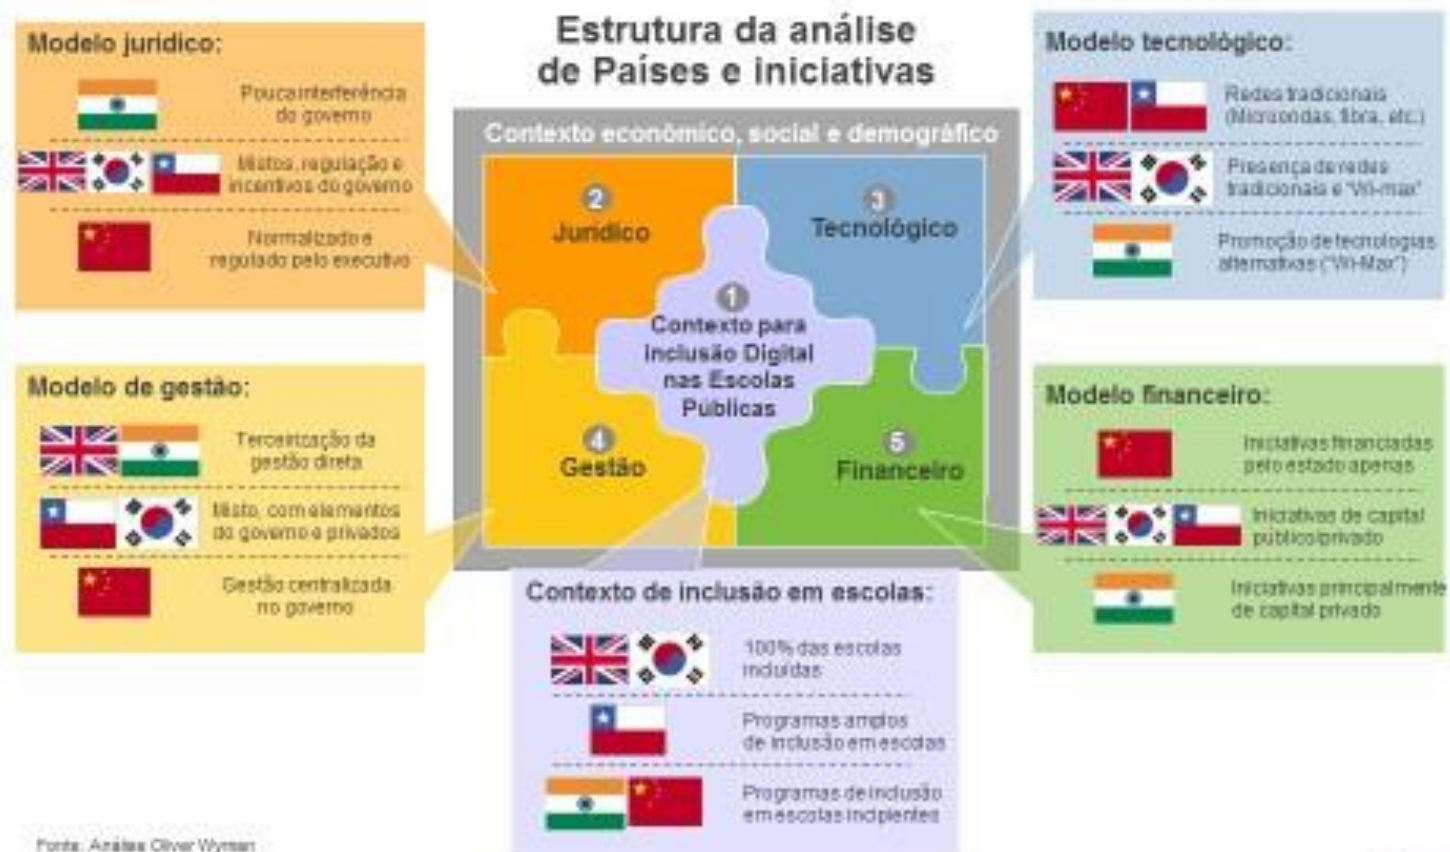 Estrutura da análise
de Países e iniciativas
Modelo jurídico:
Pouca interferência
do governo
Mistos, regulação e
incentivos do governo
Normalizado e
regulado pelo executivo
Modelo tecnológico:
Redes tradicionais
(Microondas, fibra, etc.)
Presença de redes
tradicionais e "Wi-max"
Promoção de tecnologias
alternativas ("Wi-Max")
Contexto econômico, social e demográfico
2
Jurídico
3
Tecnológico
1
Contexto para
Inclusão Digital
nas Escolas
Públicas
4
Gestão
5
Financeiro
Modelo de gestão:
Terceirização da
gestão direta
Misto, com elementos
do governo e privados
Gestão centralizada
no governo
Modelo financeiro:
Iniciativas financiadas
pelo estado apenas
Iniciativas de capital
público/privado
Iniciativas principalmente
de capital privado
Contexto de inclusão em escolas:
100% das escolas
incluídas
Programas amplos
de inclusão em escolas
Programas de inclusão
em escolas incipientes
Fonte: Análise Oliver Wyman